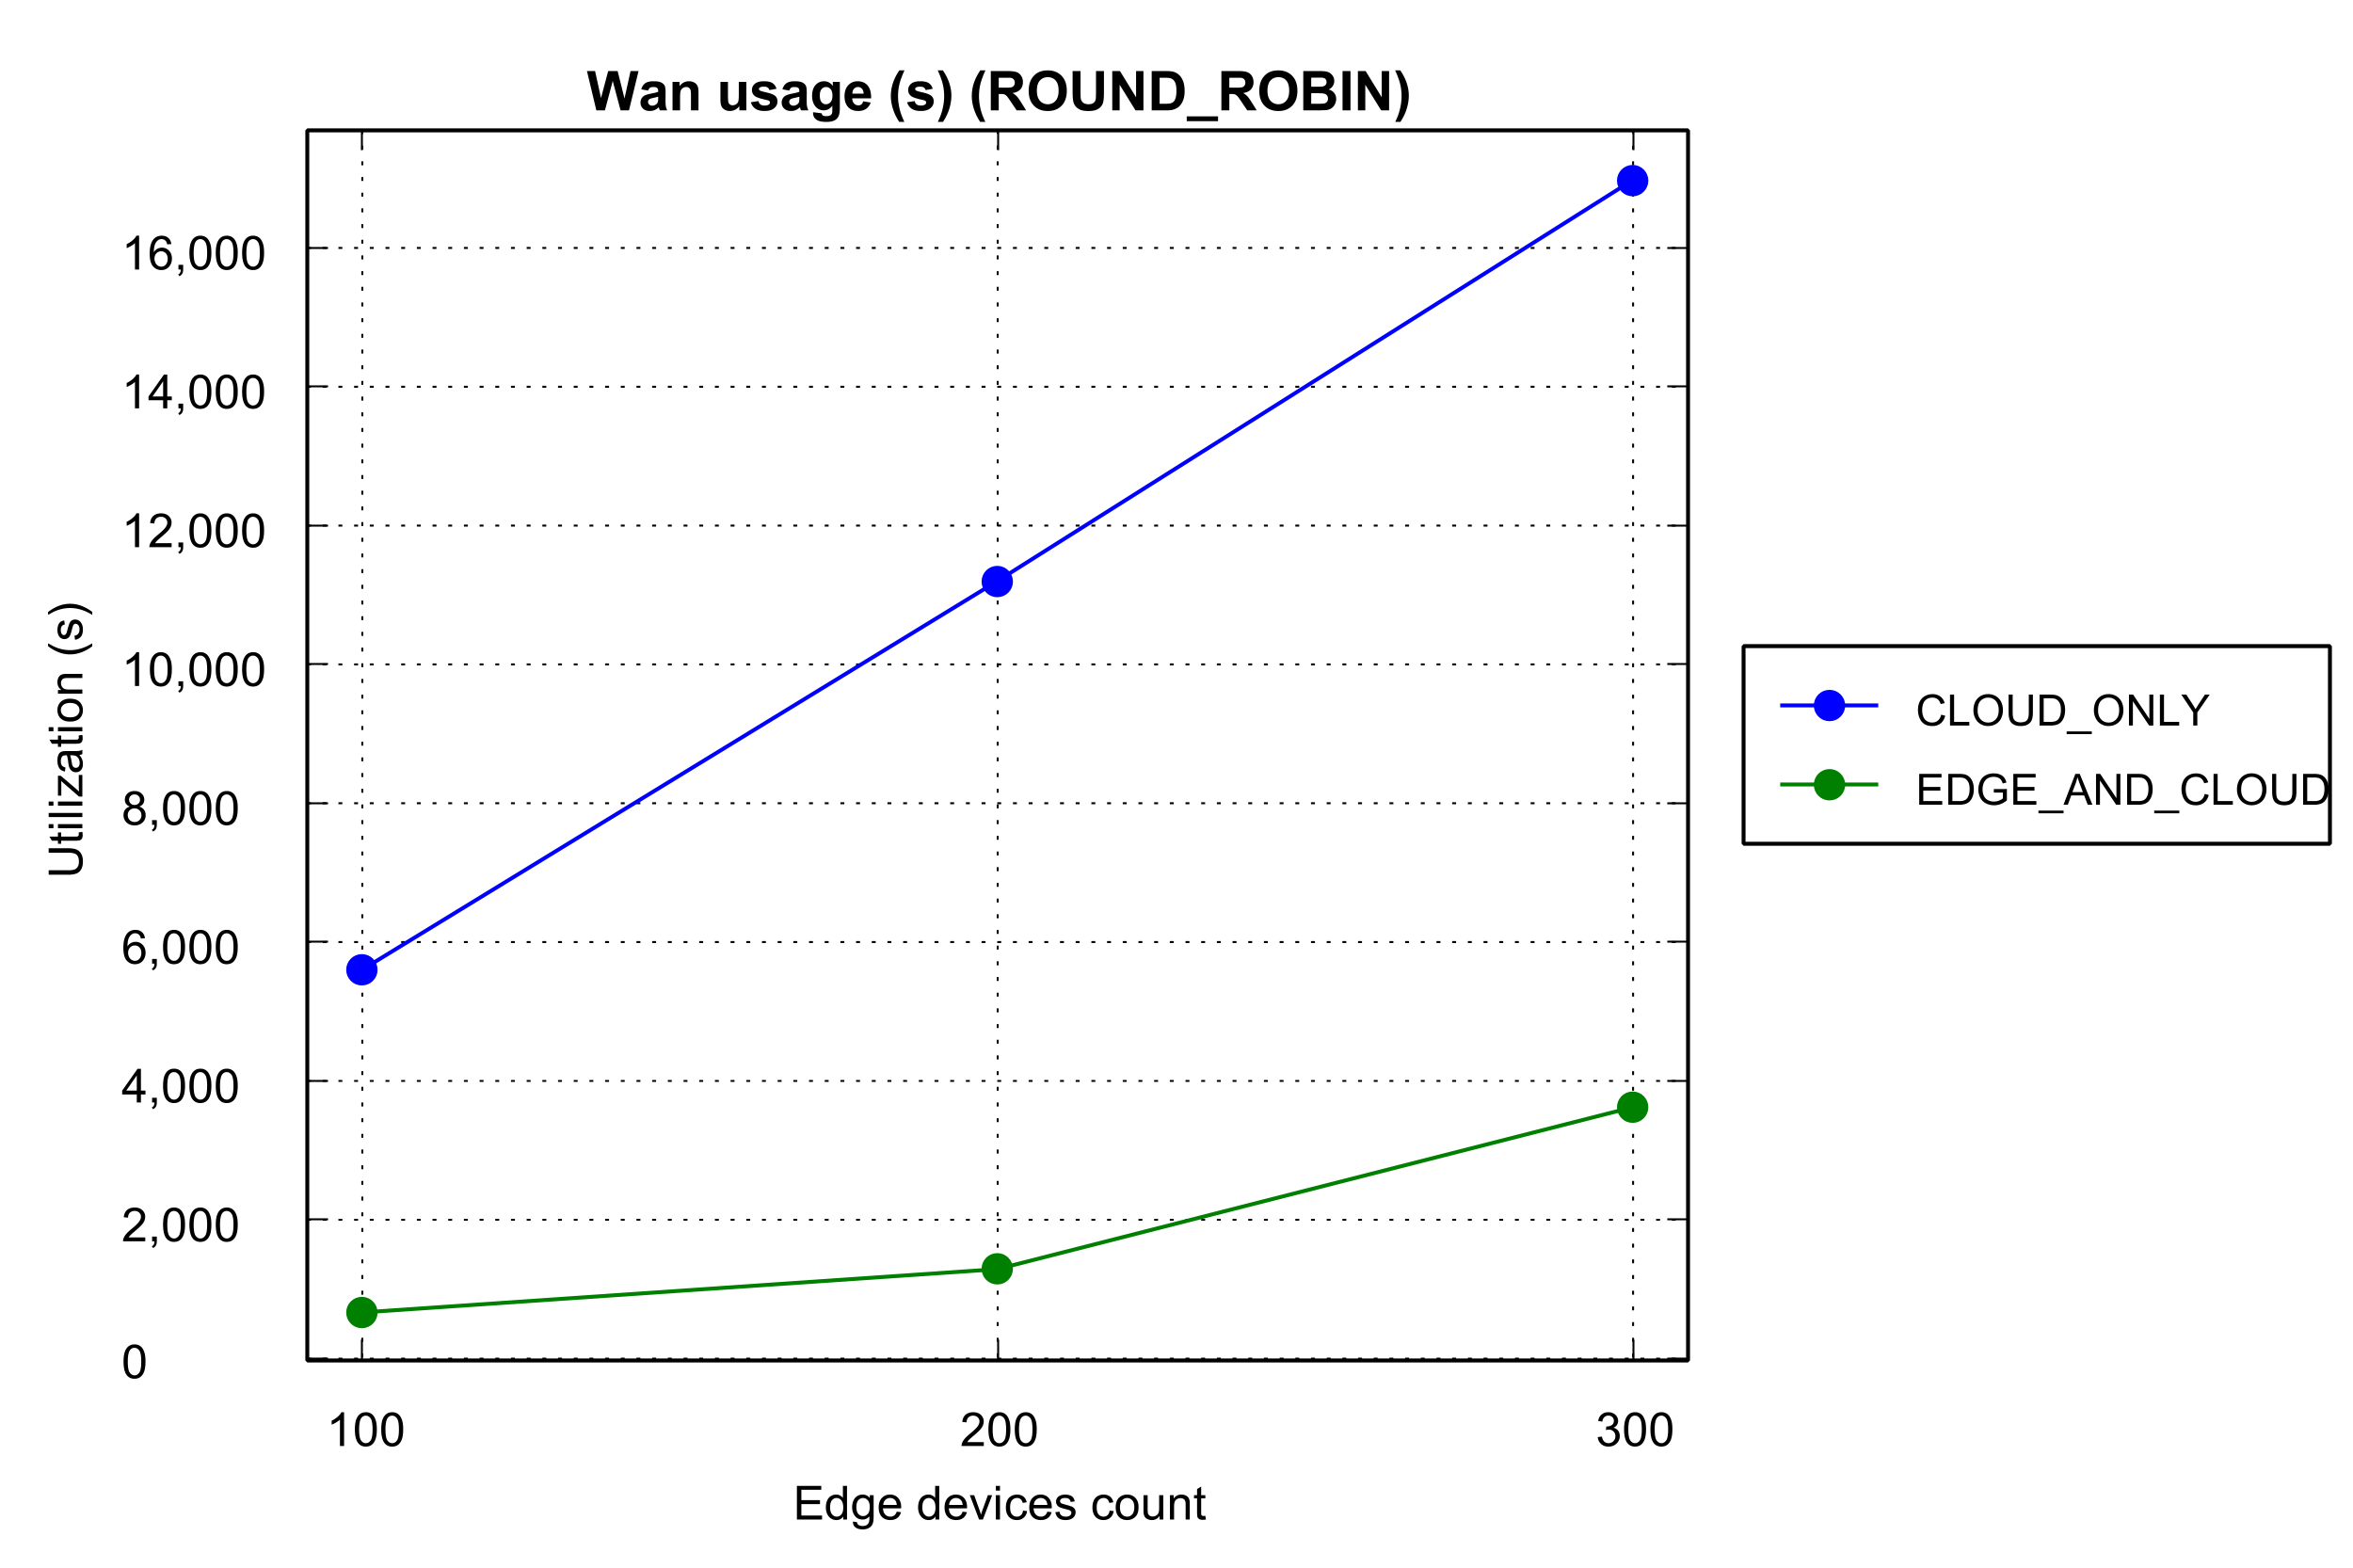 Wan usage (s) (ROUND_ROBIN)
16,000
14,000
12,000
10,000
8,000
6,000
4,000
2,000
0
Utilization (s)
100 200 300
Edge devices count
CLOUD_ONLY
EDGE_AND_CLOUD